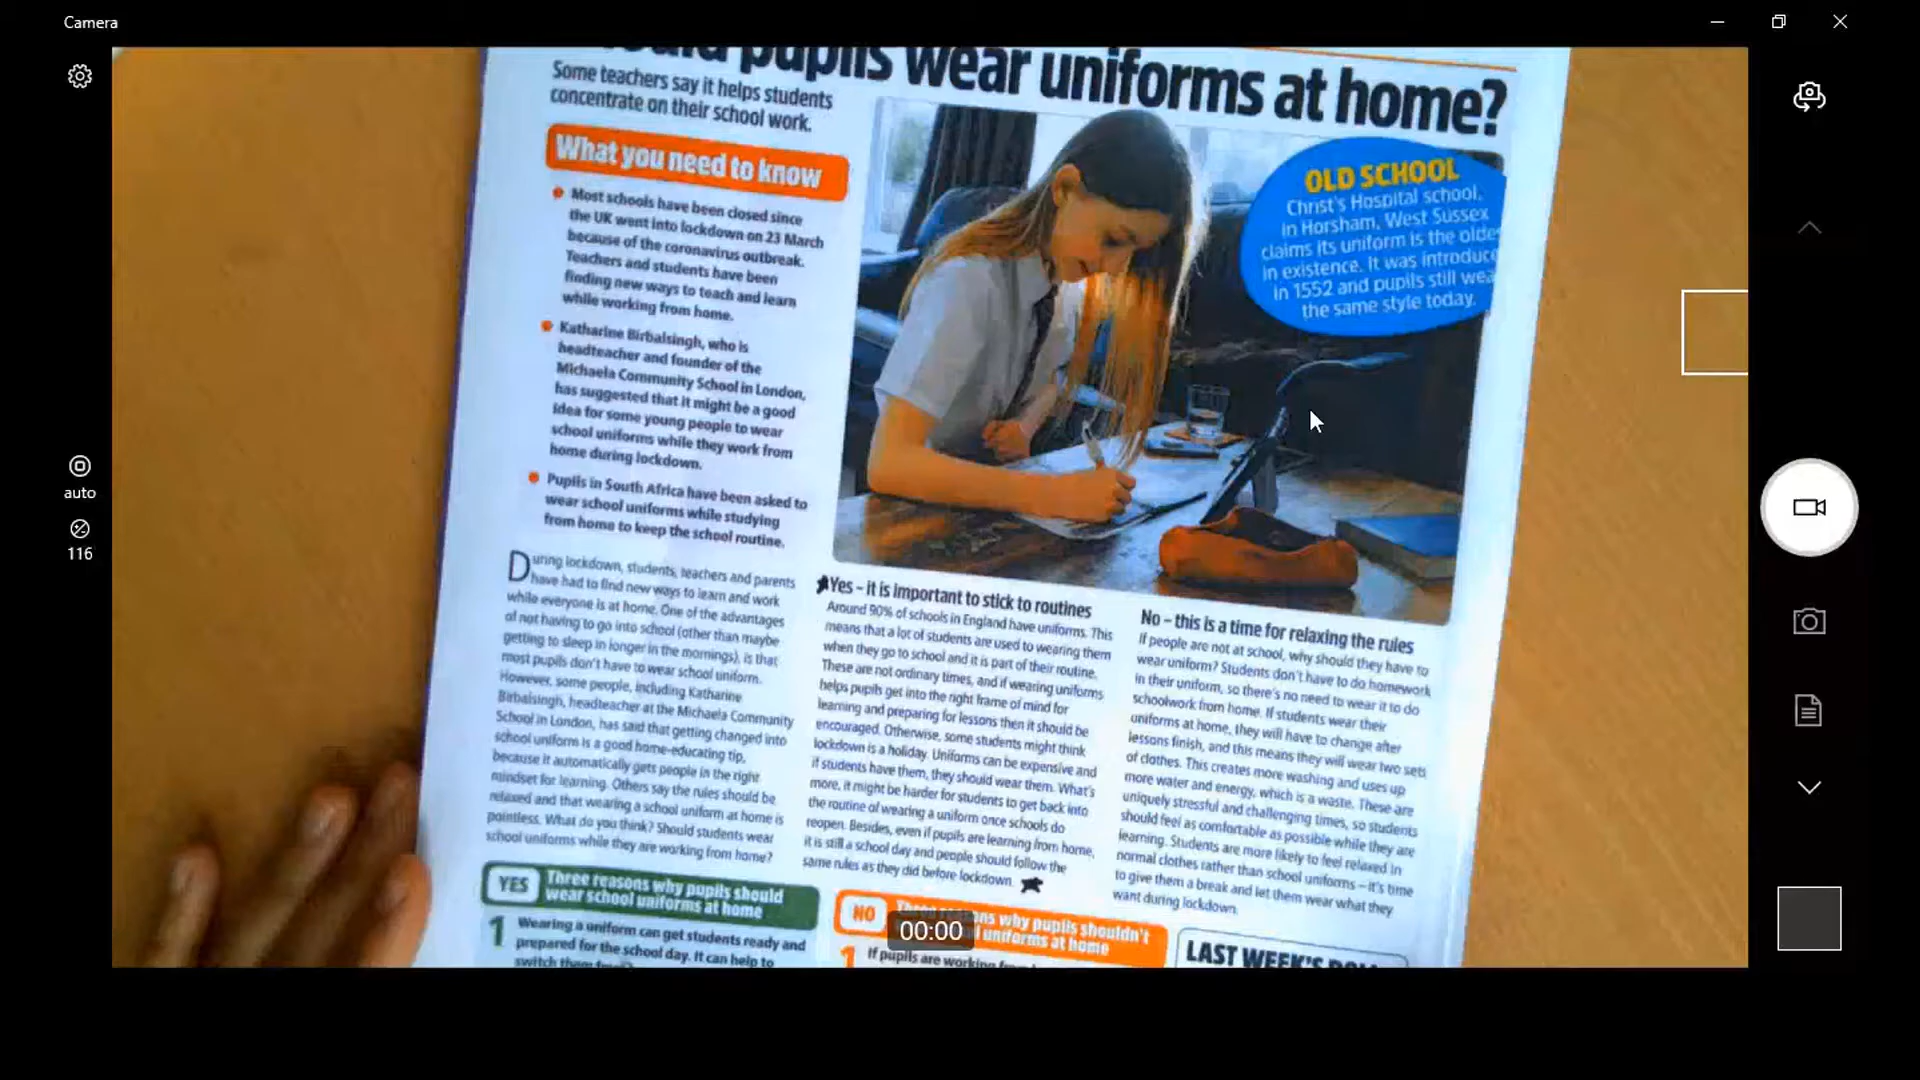 Camera
pupils wear uniforms at home?
Some teachers say it helps students
concentrate on their school work.
What you need to know
Most schools have been closed since
the UK went into lockdown on 23 March
because of the coronavirus outbreak.
Teachers and students have been
finding new ways to teach and learn
while working from home.
Katharine Birbalsingh, who is
headteacher and founder of the
Michaela Community School in London,
has suggested that it might be a good
idea for some young people to wear
school uniforms while they work from
home during lockdown.
Pupils in South Africa have been asked to
wear school uniforms while studying
from home to keep the school routine.
OLD SCHOOL
Christ's Hospital school,
in Horsham, West Sussex
claims its uniform is the oldes
in existence. It was introduc
in 1552 and pupils still wea
the same style today.
auto
116
During lockdown, students, teachers and parents
have had to find new ways to learn and work
while everyone is at home. One of the advantages
of not having to go into school (other than maybe
getting to sleep in longer in the mornings), is that
most pupils don't have to wear school uniform.
However, some people, including Katharine
Birbalsingh, headteacher at the Michaela Community
School in London, has said that getting changed into
school uniform is a good home-educating tip,
because it automatically gets people in the right
mindset for learning. Others say the rules should be
relaxed and that wearing a school uniform at home is
pointless. What do you think? Should students wear
school uniforms while they are working from home?
Yes – it is important to stick to routines
Around 90% of schools in England have uniforms. This
means that a lot of students are used to wearing them
when they go to school and it is part of their routine.
These are not ordinary times, and if wearing uniforms
helps pupils get into the right frame of mind for
learning and preparing for lessons then it should be
encouraged. Otherwise, some students might think
lockdown is a holiday. Uniforms can be expensive and
if students have them, they should wear them. What's
more, it might be harder for students to get back into
the routine of wearing a uniform once schools do
reopen. Besides, even if pupils are learning from home,
it is still a school day and people should follow the
same rules as they did before lockdown.
No – this is a time for relaxing the rules
If people are not at school, why should they have to
wear uniform? Students don't have to do homework
in their uniform, so there's no need to wear it to do
schoolwork from home. If students wear their
uniforms at home, they will have to change after
lessons finish, and this means they will wear two sets
of clothes. This creates more washing and uses up
more water and energy, which is a waste. These are
uniquely stressful and challenging times, so students
should feel as comfortable as possible while they are
learning. Students are more likely to feel relaxed in
normal clothes rather than school uniforms – it's time
to give them a break and let them wear what they
want during lockdown.
YES Three reasons why pupils should
wear school uniforms at home
1 Wearing a uniform can get students ready and
prepared for the school day. It can help to
switch them
NO Three reasons why pupils shouldn't
uniforms at home
1 If pupils are working
00:00
LAST WEEK'S